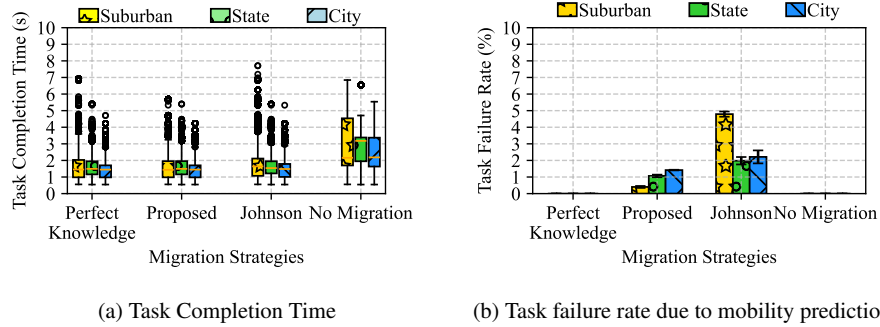 Suburban State City
Task Completion Time (s)
10
9
8
7
6
5
4
3
2
1
0
Perfect Knowledge
Proposed
Johnson
No Migration
Migration Strategies
(a) Task Completion Time
Suburban State City
Task Failure Rate (%)
10
9
8
7
6
5
4
3
2
1
0
Perfect Knowledge
Proposed
Johnson
No Migration
Migration Strategies
(b) Task failure rate due to mobility predictio